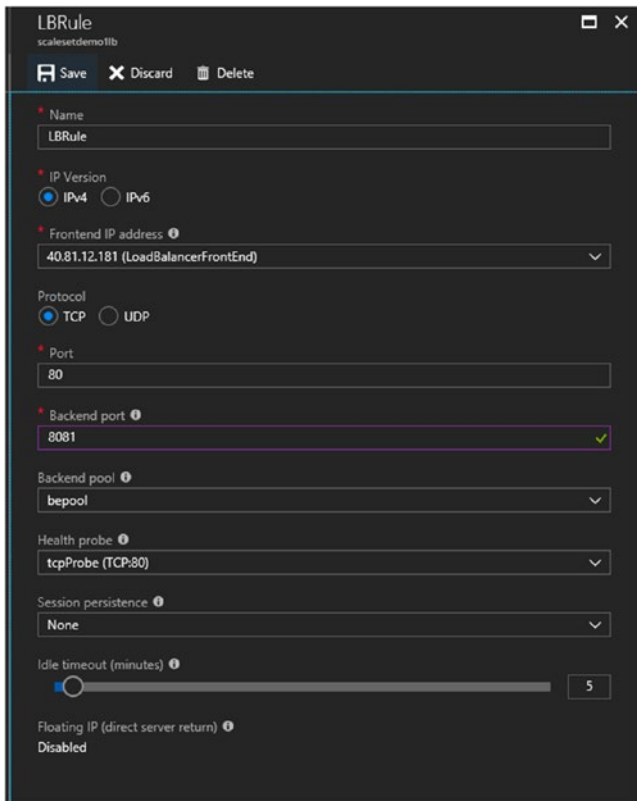 LBRule
scalesetdemo1lb
Save Discard Delete
* Name
LBRule
* IP Version
IPv4 IPv6
* Frontend IP address
40.81.12.181 (LoadBalancerFrontEnd)
Protocol
TCP UDP
* Port
80
* Backend port
8081
Backend pool
bepool
Health probe
tcpProbe (TCP:80)
Session persistence
None
Idle timeout (minutes)
5
Floating IP (direct server return)
Disabled